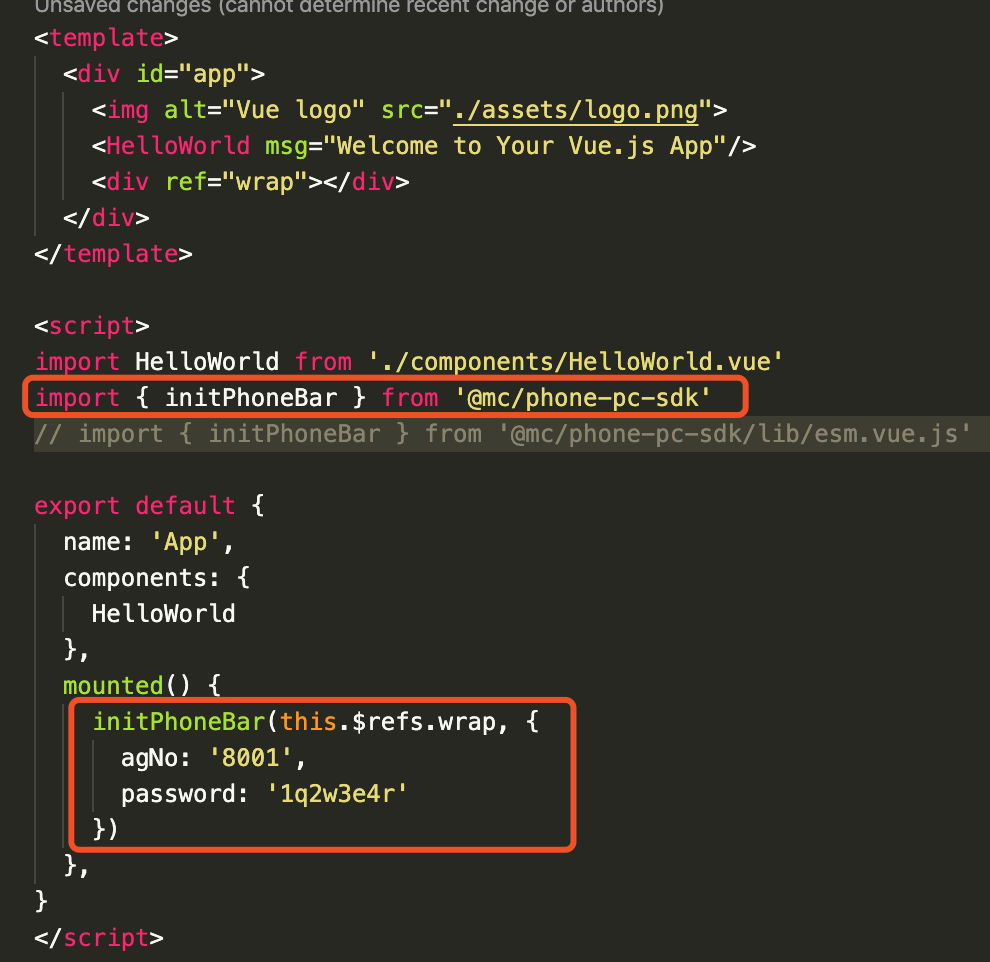 Unsaved changes (cannot determine recent change or authors)
<template>
  <div id="app">
    <img alt="Vue logo" src="./assets/logo.png">
    <HelloWorld msg="Welcome to Your Vue.js App"/>
    <div ref="wrap"></div>
  </div>
</template>

<script>
import HelloWorld from './components/HelloWorld.vue'
import { initPhoneBar } from '@mc/phone-pc-sdk'
// import { initPhoneBar } from '@mc/phone-pc-sdk/lib/esm.vue.js'

export default {
  name: 'App',
  components: {
    HelloWorld
  },
  mounted() {
    initPhoneBar(this.$refs.wrap, {
      agNo: '8001',
      password: '1q2w3e4r'
    })
  },
}
</script>